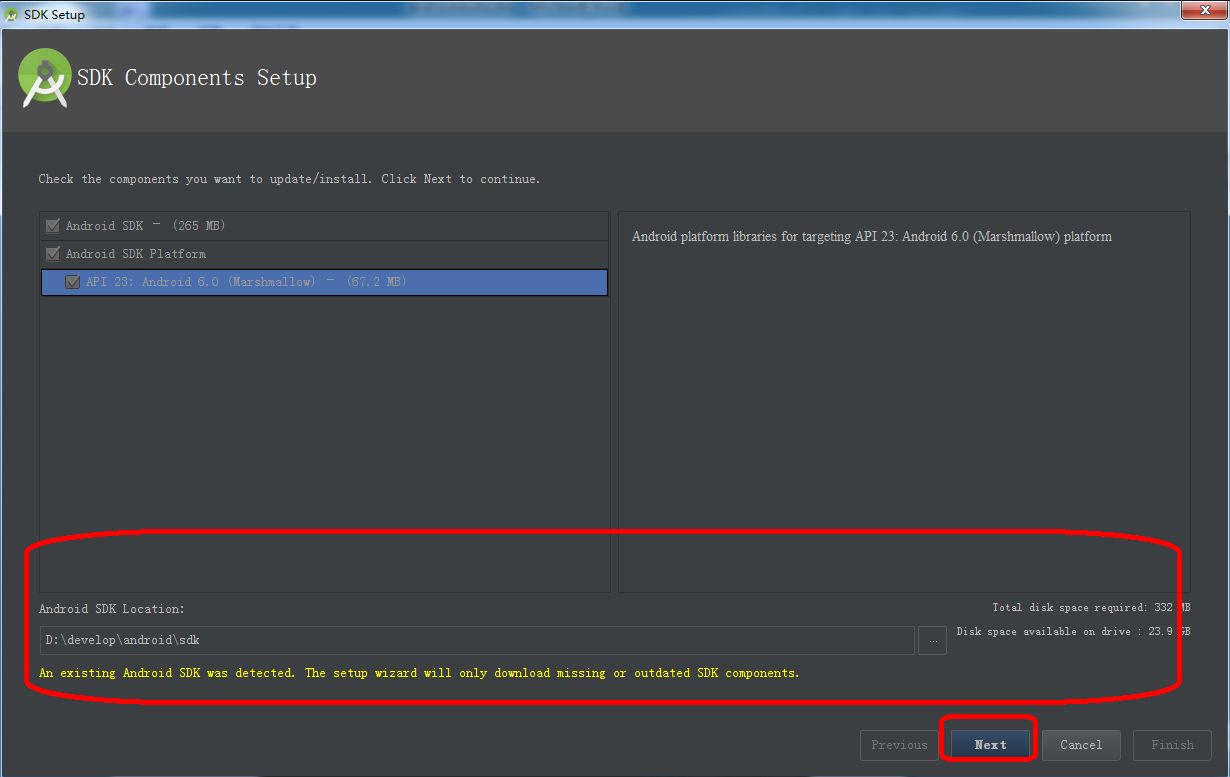 SDK Setup
SDK Components Setup
Check the components you want to update/install. Click Next to continue.
Android SDK - (265 MB)
Android SDK Platform
API 23: Android 6.0 (Marshmallow) - (67.2 MB)
Android platform libraries for targeting API 23: Android 6.0 (Marshmallow) platform
Android SDK Location:
Total disk space required: 332 MB
D:\develop\android\sdk
...
Disk space available on drive : 23.9 GB
An existing Android SDK was detected. The setup wizard will only download missing or outdated SDK components.
Previous
Next
Cancel
Finish